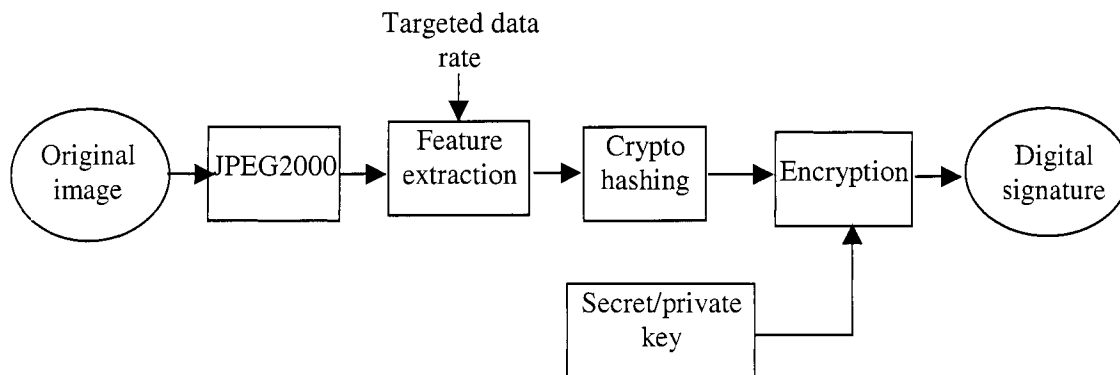 Targeted data
rate
Original
image
JPEG2000
Feature
extraction
Crypto
hashing
Encryption
Digital
signature
Secret/private
key